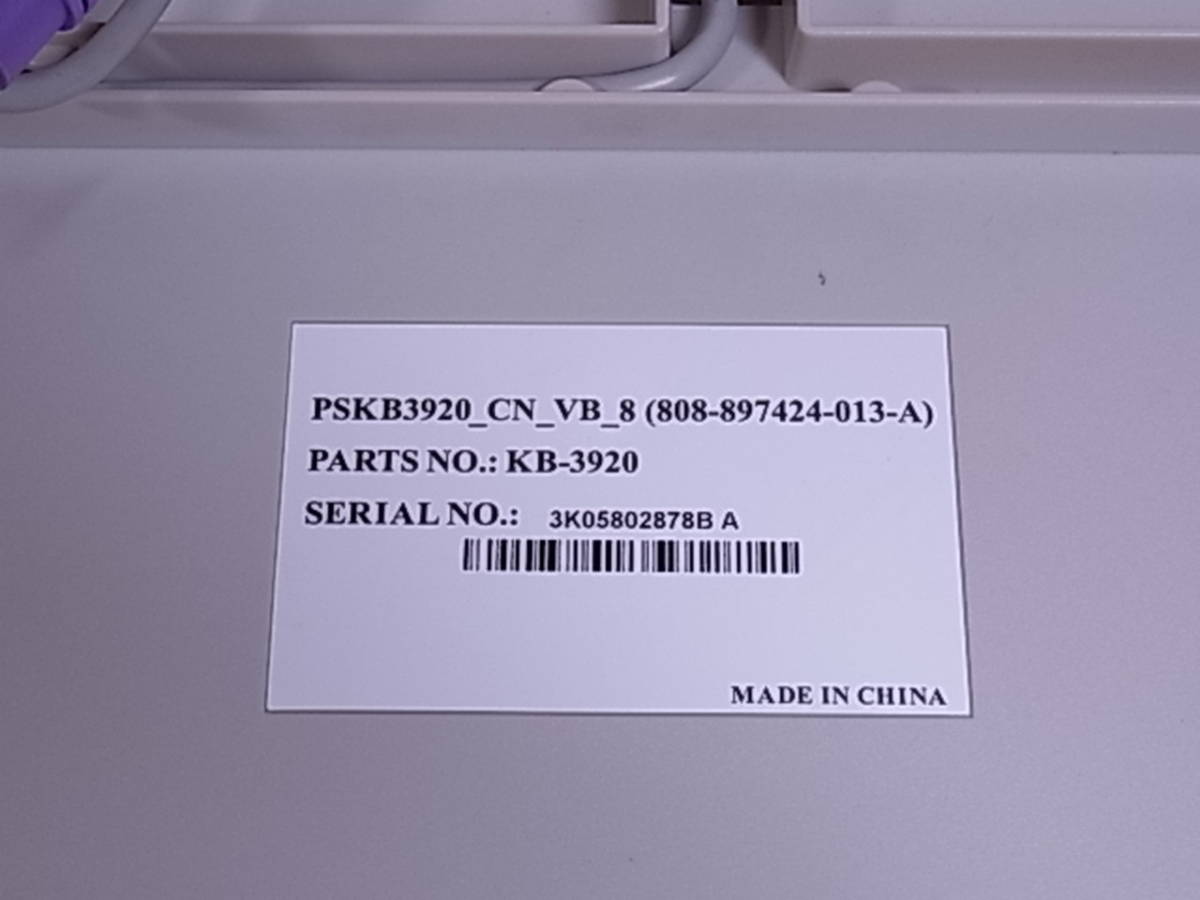 PSKB3920_CN_VB_8 (808-897424-013-A)
PARTS NO.: KB-3920
SERIAL NO.: 3K05802878B A
MADE IN CHINA